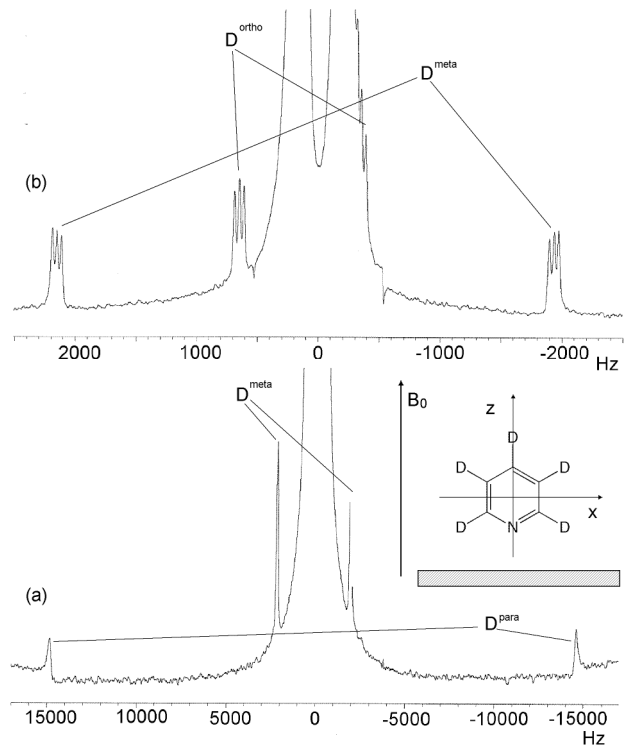 D ortho
D meta
(b)
2000 1000 0 -1000 -2000
Hz
D meta
B0
z
D
D D
x
D N D
(a)
D para
15000 10000 5000 0 -5000 -10000 -15000
Hz